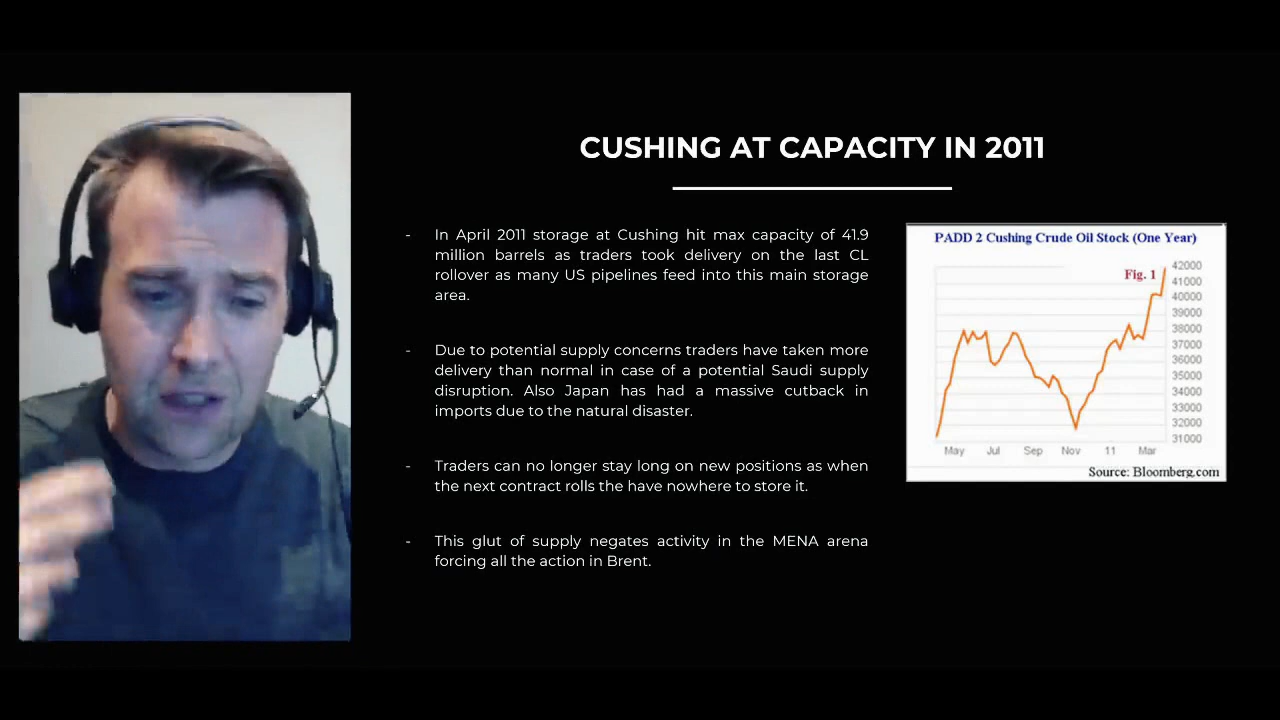 CUSHING AT CAPACITY IN 2011
- In April 2011 storage at Cushing hit max capacity of 41.9
million barrels as traders took delivery on the last CL
rollover as many US pipelines feed into this main storage
area.
- Due to potential supply concerns traders have taken more
delivery than normal in case of a potential Saudi supply
disruption. Also Japan has had a massive cutback in
imports due to the natural disaster.
- Traders can no longer stay long on new positions as when
the next contract rolls the have nowhere to store it.
- This glut of supply negates activity in the MENA arena
forcing all the action in Brent.
PADD 2 Cushing Crude Oil Stock (One Year)
Fig. 1
42000
41000
40000
39000
38000
37000
36000
35000
34000
33000
32000
31000
May Jul Sep Nov 11 Mar
Source: Bloomberg.com